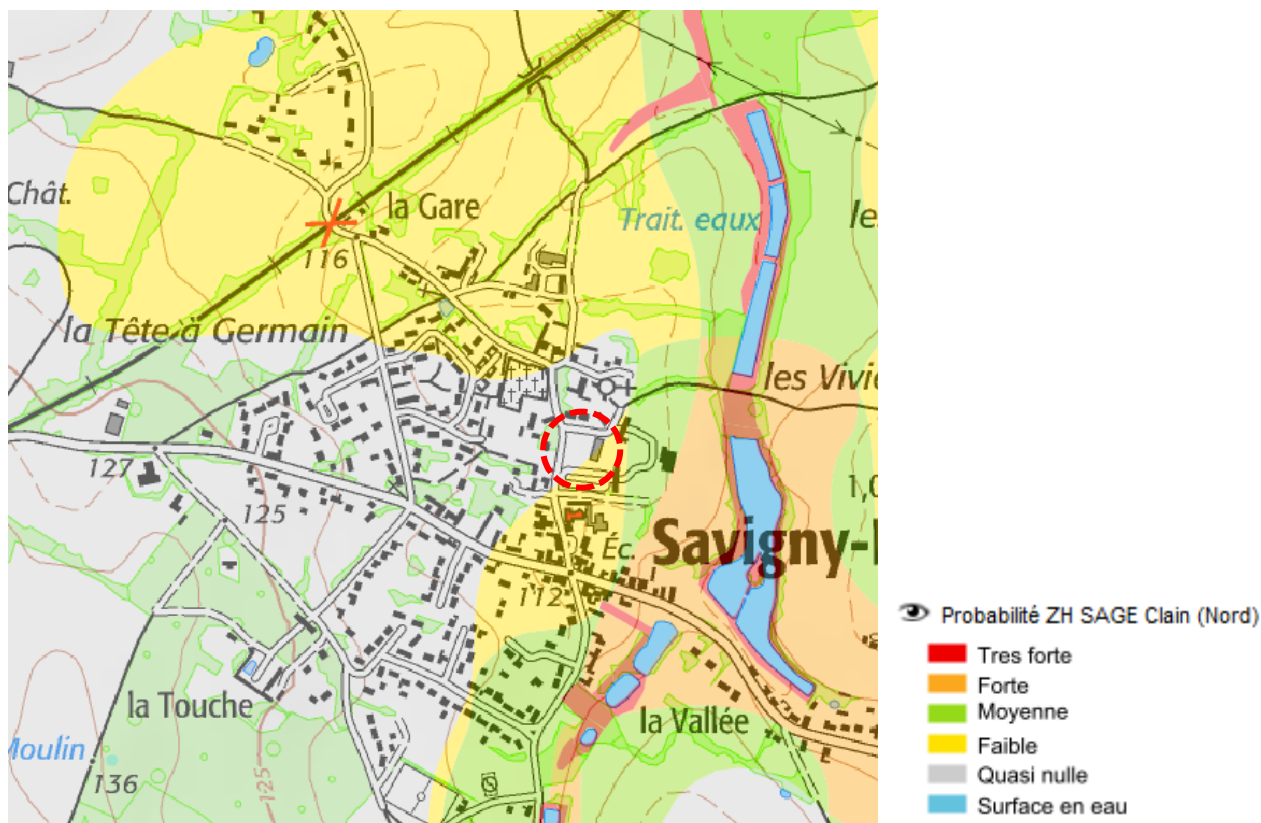 Chât.
la Gare
116
Trait. eaux
les
la Tête à Germain
les Vivie
127
125
1,0
Savigny-
Éc.
112
la Touche
la Vallée
Moulin
136
125
Probabilité ZH SAGE Clain (Nord)
Tres forte
Forte
Moyenne
Faible
Quasi nulle
Surface en eau